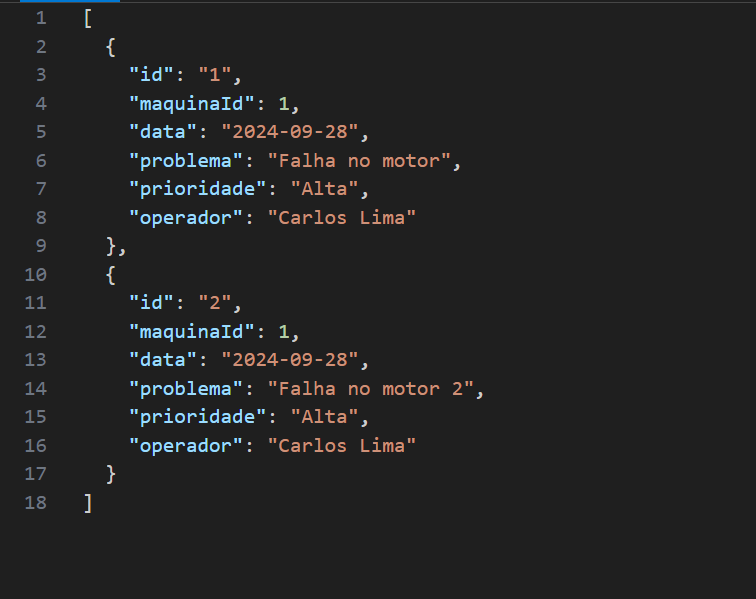 1 [
2 {
3 "id": "1",
4 "maquinaId": 1,
5 "data": "2024-09-28",
6 "problema": "Falha no motor",
7 "prioridade": "Alta",
8 "operador": "Carlos Lima"
9 },
10 {
11 "id": "2",
12 "maquinaId": 1,
13 "data": "2024-09-28",
14 "problema": "Falha no motor 2",
15 "prioridade": "Alta",
16 "operador": "Carlos Lima"
17 }
18 ]